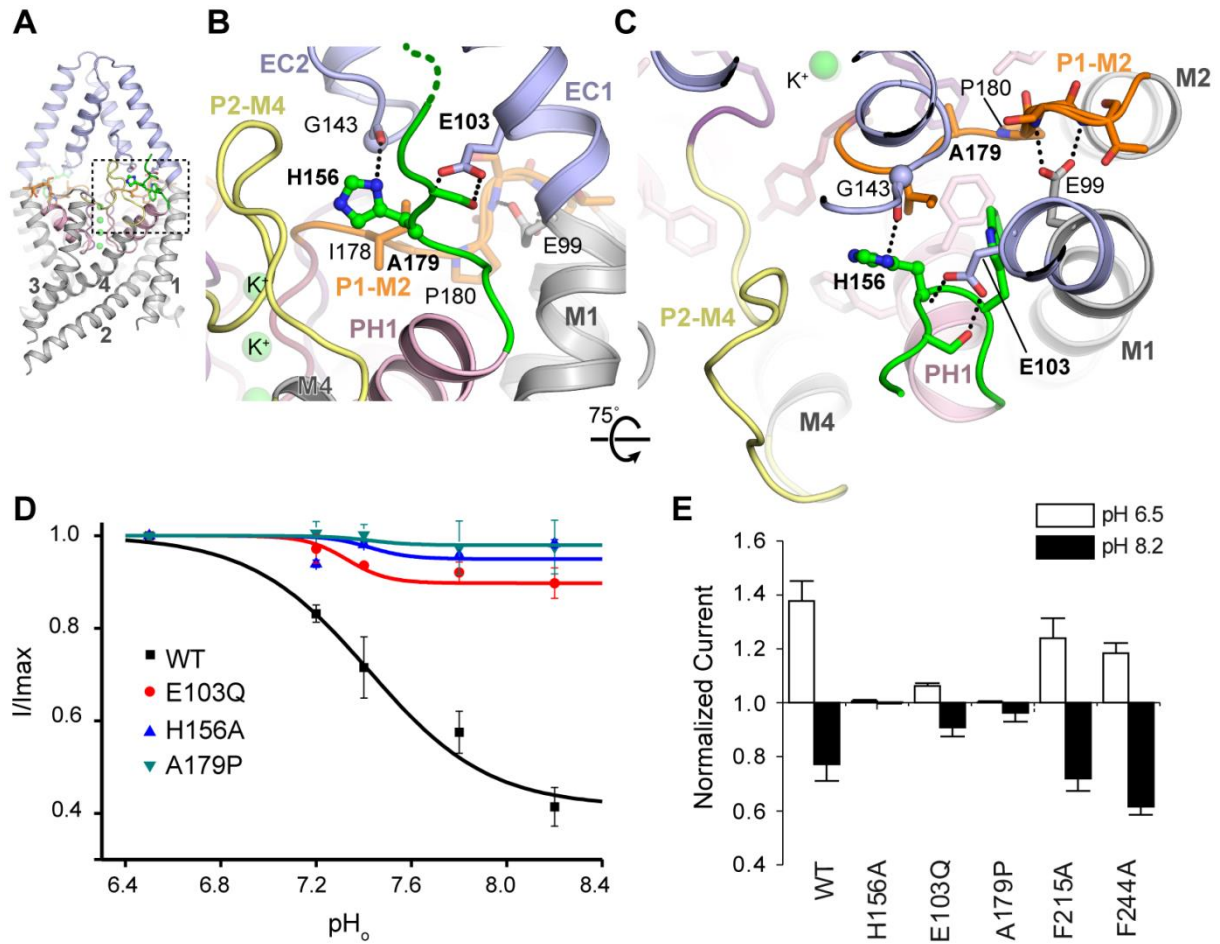 A
3
4
1
2
B
EC2
P2-M4
G143
E103
EC1
H156
I178
A179
E99
K⁺
P1-M2
P180
PH1
M1
K⁺
M4
75°
C
K⁺
P1-M2
M2
P180
A179
G143
E99
H156
P2-M4
M1
PH1
E103
M4
D
1.0
0.8
0.6
0.4
I/Imax
WT
E103Q
H156A
A179P
6.4 6.8 7.2 7.6 8.0 8.4
pHₒ
E
pH 6.5
pH 8.2
1.6
1.4
1.2
1.0
0.8
0.6
0.4
Normalized Current
WT
H156A
E103Q
A179P
F215A
F244A